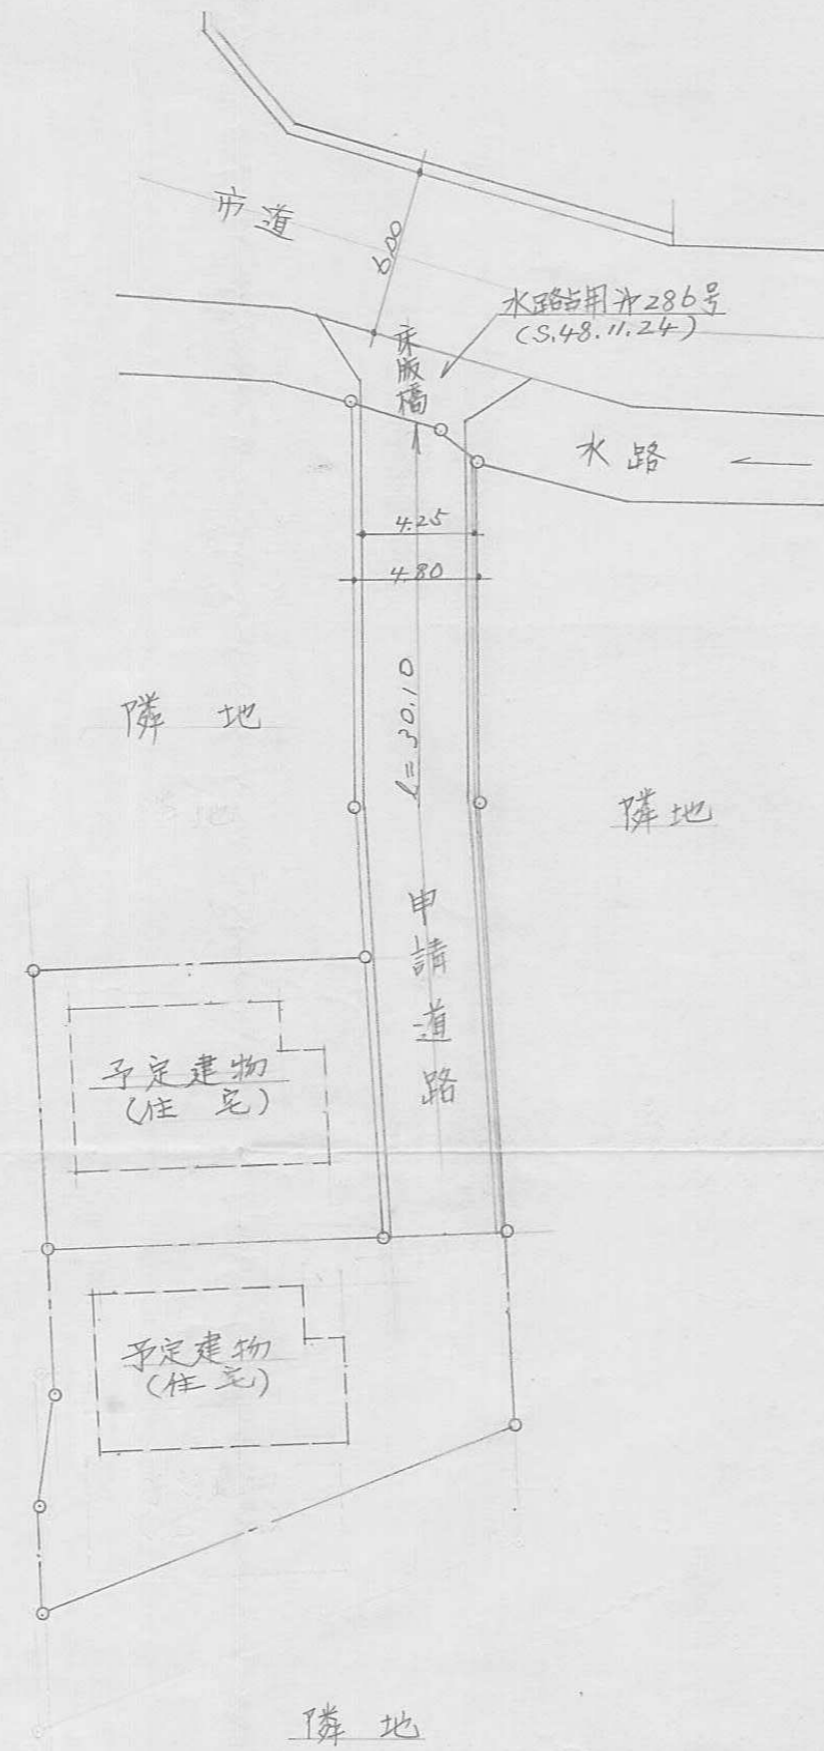 市道
6.00
水路占用㐧286号
(S.48.11.24)
床版橋
水路
4.25
4.80
l=30.10
隣地
隣地
申請道路
予定建物
(住宅)
予定建物
(住宅)
隣地